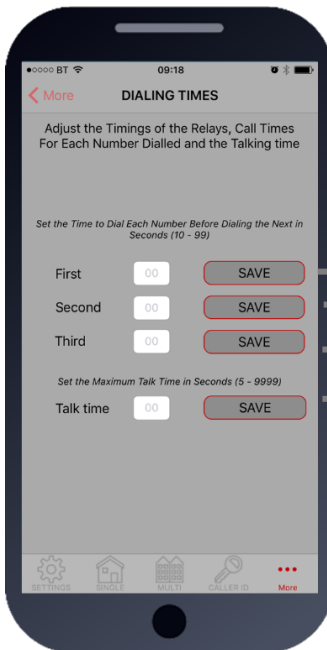 BT 09:18
More DIALING TIMES
Adjust the Timings of the Relays, Call Times
For Each Number Dialled and the Talking time
Set the Time to Dial Each Number Before Dialing the Next in
Seconds (10 - 99)
First 00 SAVE
Second 00 SAVE
Third 00 SAVE
Set the Maximum Talk Time in Seconds (5 - 9999)
Talk time 00 SAVE
SETTINGS SINGLE MULTI CALLER ID More